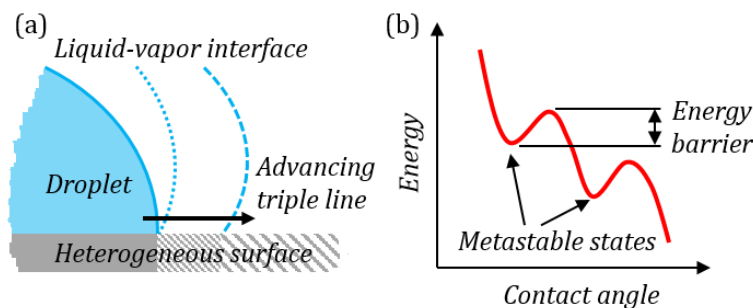 (a)
Liquid-vapor interface
Droplet
Advancing
triple line
Heterogeneous surface
(b)
Energy
Energy
barrier
Metastable states
Contact angle